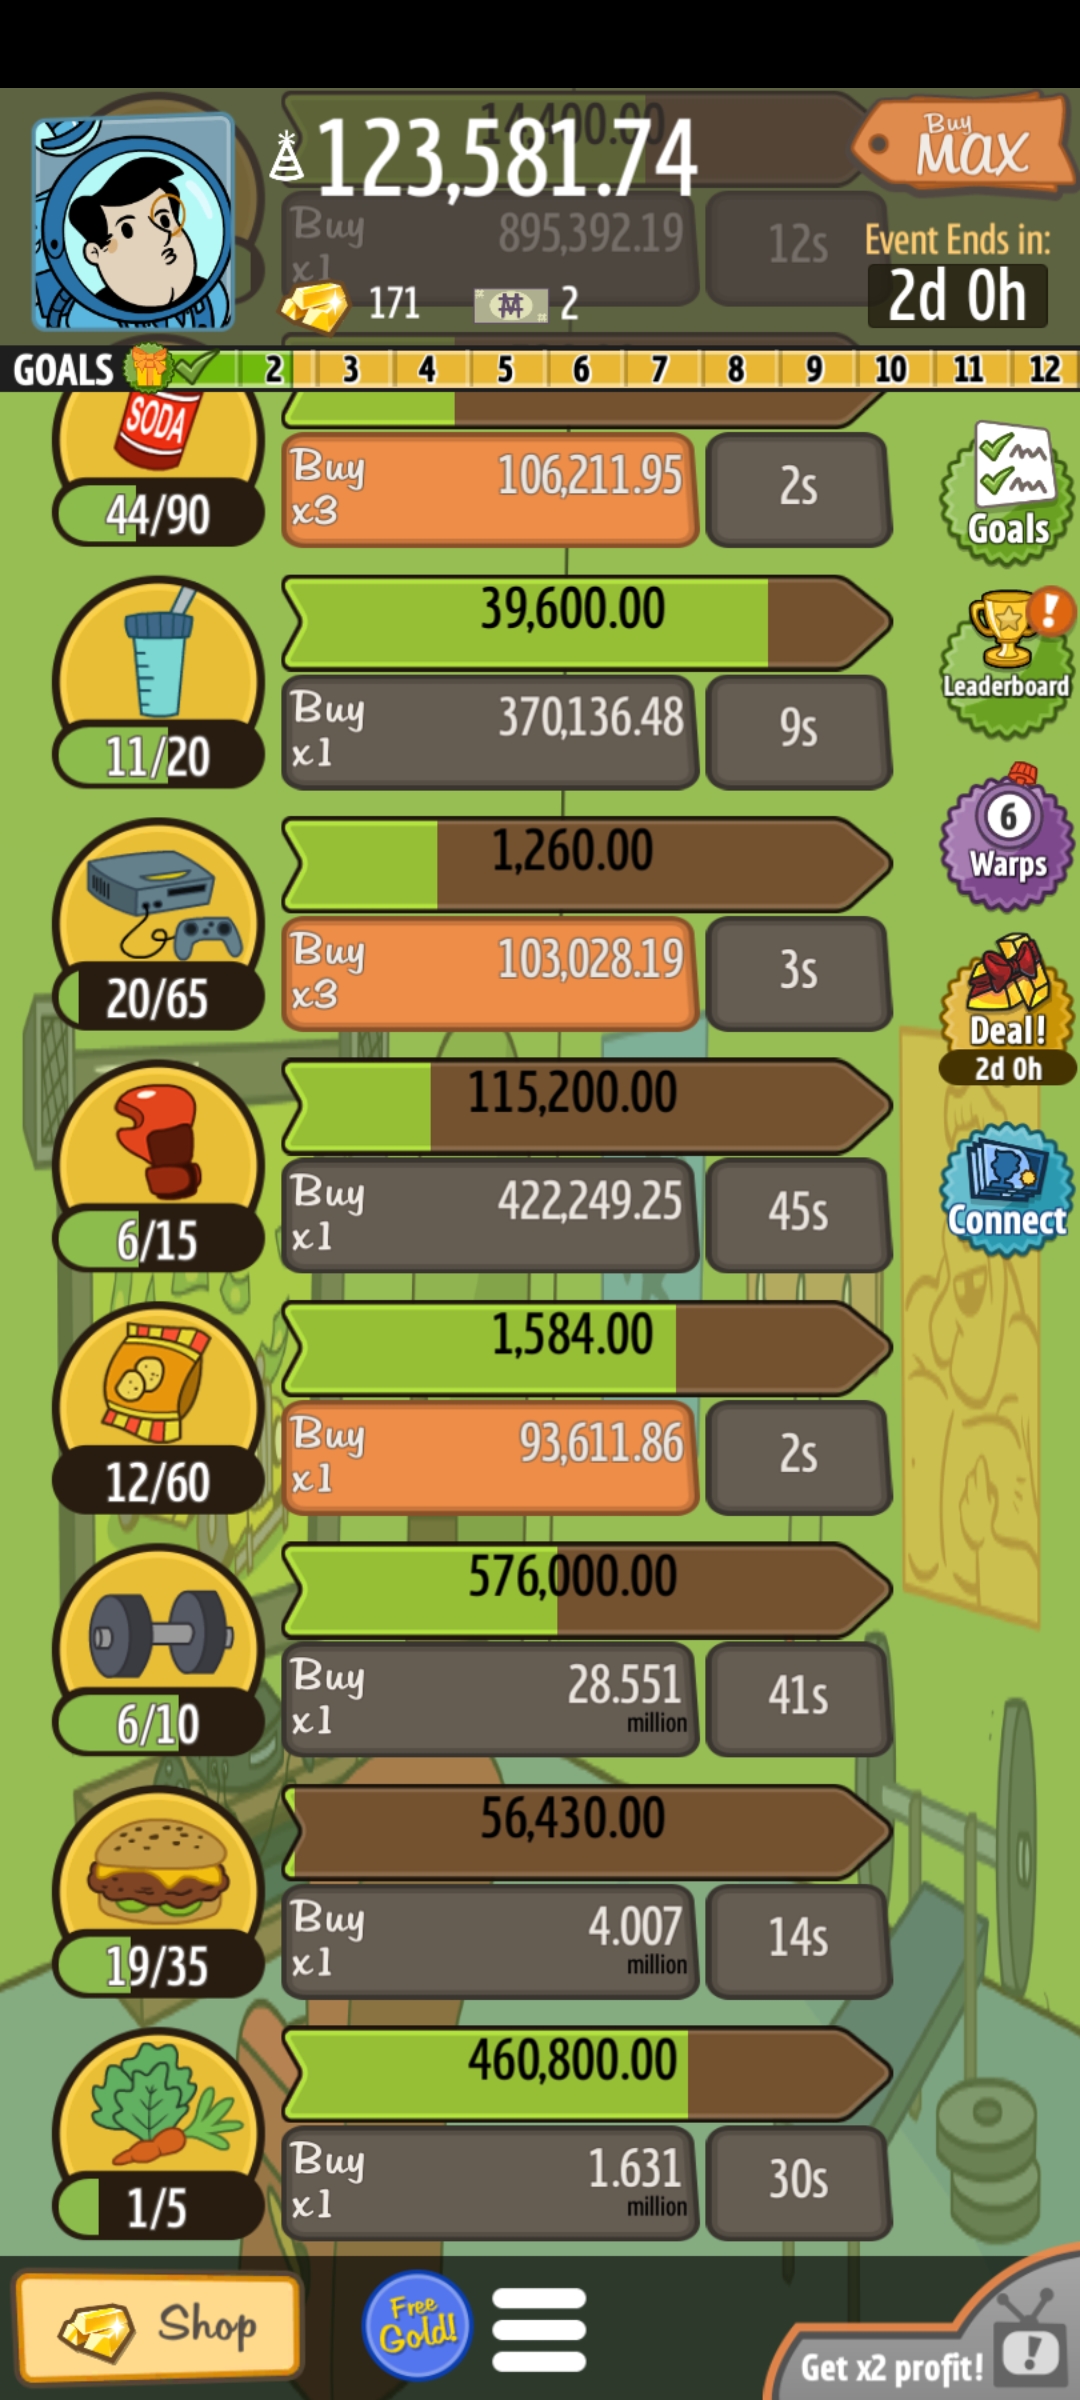 14,400.00
123,581.74
Buy
MAX
Buy
x1
895,392.19
12s
Event Ends in:
2d 0h
171
2
GOALS 2 3 4 5 6 7 8 9 10 11 12
SODA
44/90
Buy
x3
106,211.95
2s
Goals
39,600.00
11/20
Buy
x1
370,136.48
9s
!
Leaderboard
1,260.00
20/65
Buy
x3
103,028.19
3s
6
Warps
Deal!
2d 0h
115,200.00
6/15
Buy
x1
422,249.25
45s
Connect
1,584.00
12/60
Buy
x1
93,611.86
2s
576,000.00
6/10
Buy
x1
28.551
million
41s
56,430.00
19/35
Buy
x1
4.007
million
14s
460,800.00
1/5
Buy
x1
1.631
million
30s
Shop
Free
Gold!
Get x2 profit!
!